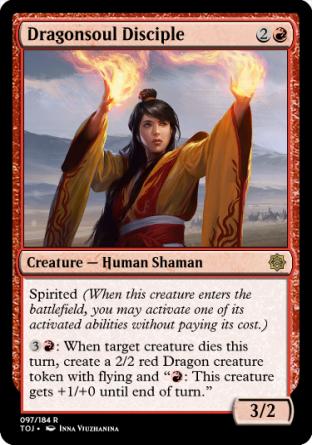 Dragonsoul Disciple 2R
Creature — Human Shaman
Spirited (When this creature enters the
battlefield, you may activate one of its
activated abilities without paying its cost.)
3R: When target creature dies this
turn, create a 2/2 red Dragon creature
token with flying and “R: This creature
gets +1/+0 until end of turn.”
3/2
097/184 R
TOJ • Inna Vjuzhanina